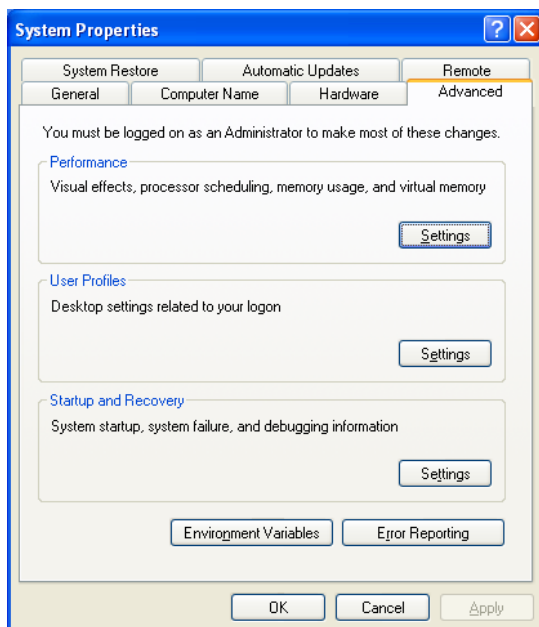 System Properties
System Restore Automatic Updates Remote
General Computer Name Hardware Advanced
You must be logged on as an Administrator to make most of these changes.
Performance
Visual effects, processor scheduling, memory usage, and virtual memory
Settings
User Profiles
Desktop settings related to your logon
Settings
Startup and Recovery
System startup, system failure, and debugging information
Settings
Environment Variables Error Reporting
OK Cancel Apply